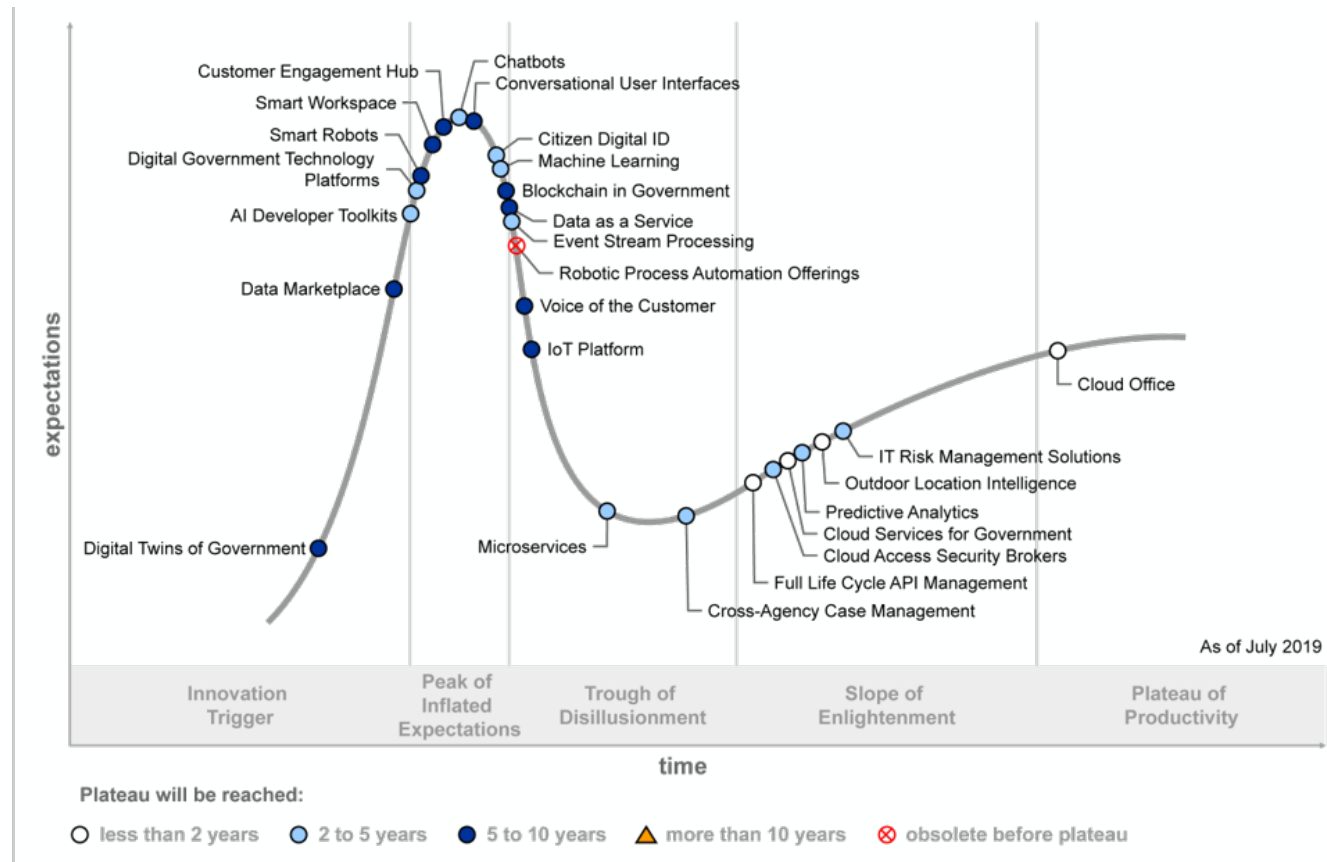 Chatbots
Customer Engagement Hub
Conversational User Interfaces
Smart Workspace
Smart Robots
Citizen Digital ID
Digital Government Technology
Platforms
Machine Learning
Blockchain in Government
AI Developer Toolkits
Data as a Service
Event Stream Processing
Robotic Process Automation Offerings
Data Marketplace
Voice of the Customer
IoT Platform
expectations
Cloud Office
IT Risk Management Solutions
Outdoor Location Intelligence
Predictive Analytics
Cloud Services for Government
Cloud Access Security Brokers
Microservices
Digital Twins of Government
Full Life Cycle API Management
Cross-Agency Case Management
As of July 2019
Innovation
Trigger
Peak of
Inflated
Expectations
Trough of
Disillusionment
Slope of
Enlightenment
Plateau of
Productivity
time
Plateau will be reached:
less than 2 years
2 to 5 years
5 to 10 years
more than 10 years
obsolete before plateau